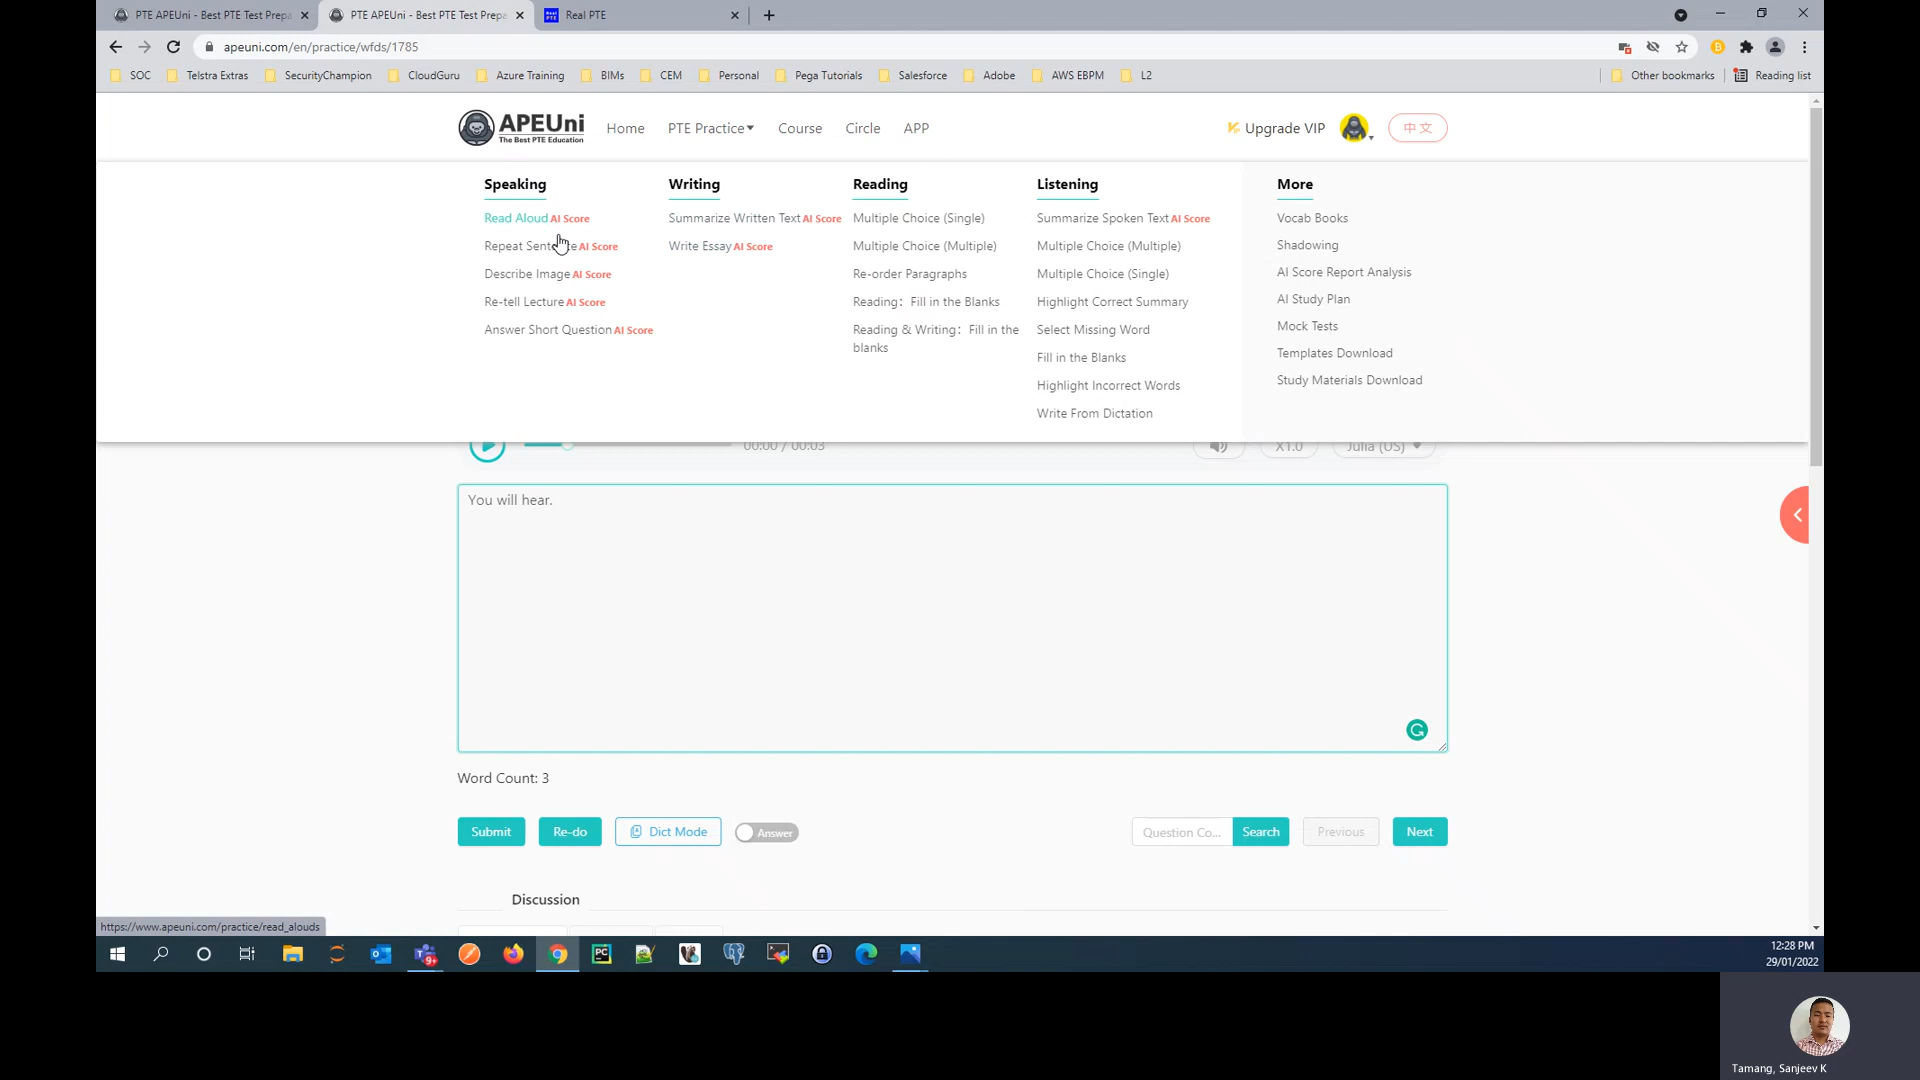 PTE APEUni - Best PTE Test Prepa
PTE APEUni - Best PTE Test Prepa
Real PTE
apeuni.com/en/practice/wfds/1785
SOC
Telstra Extras
SecurityChampion
CloudGuru
Azure Training
BIMs
CEM
Personal
Pega Tutorials
Salesforce
Adobe
AWS EBPM
L2
Other bookmarks
Reading list
APEUni
The Best PTE Education
Home
PTE Practice
Course
Circle
APP
Upgrade VIP
中文
Speaking
Read Aloud AI Score
Repeat Sentence AI Score
Describe Image AI Score
Re-tell Lecture AI Score
Answer Short Question AI Score
Writing
Summarize Written Text AI Score
Write Essay AI Score
Reading
Multiple Choice (Single)
Multiple Choice (Multiple)
Re-order Paragraphs
Reading：Fill in the Blanks
Reading & Writing：Fill in the
blanks
Listening
Summarize Spoken Text AI Score
Multiple Choice (Multiple)
Multiple Choice (Single)
Highlight Correct Summary
Select Missing Word
Fill in the Blanks
Highlight Incorrect Words
Write From Dictation
More
Vocab Books
Shadowing
AI Score Report Analysis
AI Study Plan
Mock Tests
Templates Download
Study Materials Download
00:00 / 00:03
X1.0
Julia (US)
You will hear.
Word Count: 3
Submit
Re-do
Dict Mode
Answer
Question Co...
Search
Previous
Next
Discussion
https://www.apeuni.com/practice/read_alouds
12:28 PM
29/01/2022
Tamang, Sanjeev K